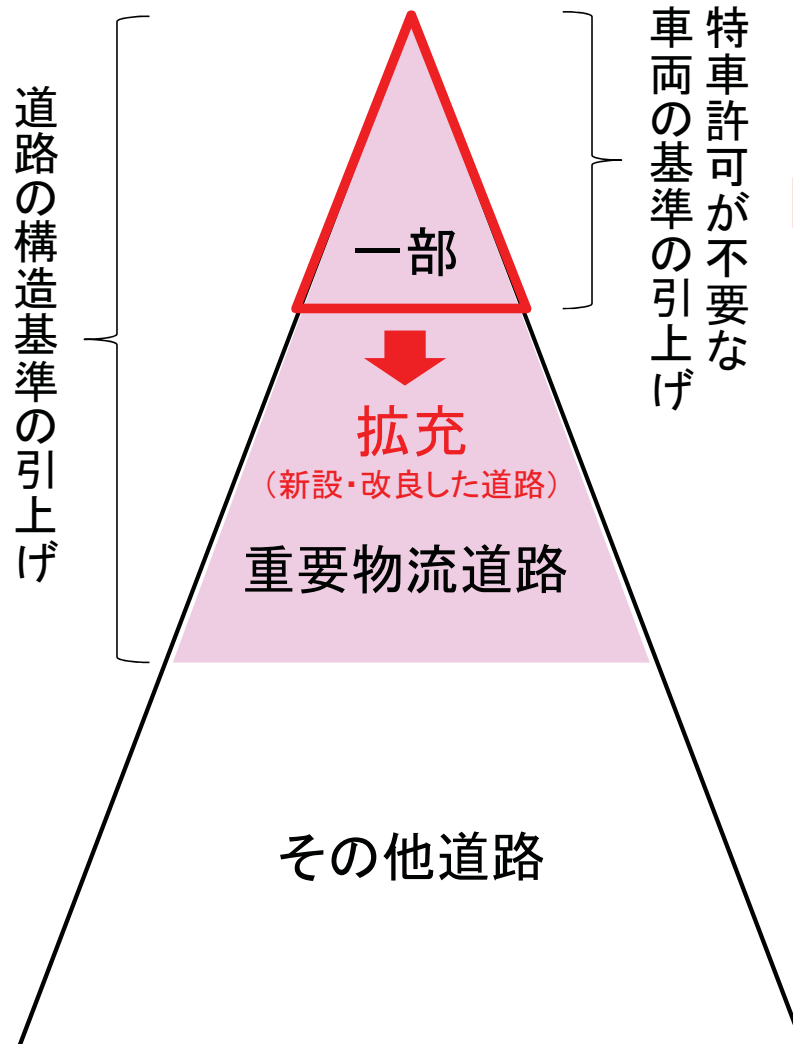 道路の構造基準の引上げ
特車許可が不要な
車両の基準の引上げ
一部
拡充
（新設・改良した道路）
重要物流道路
その他道路